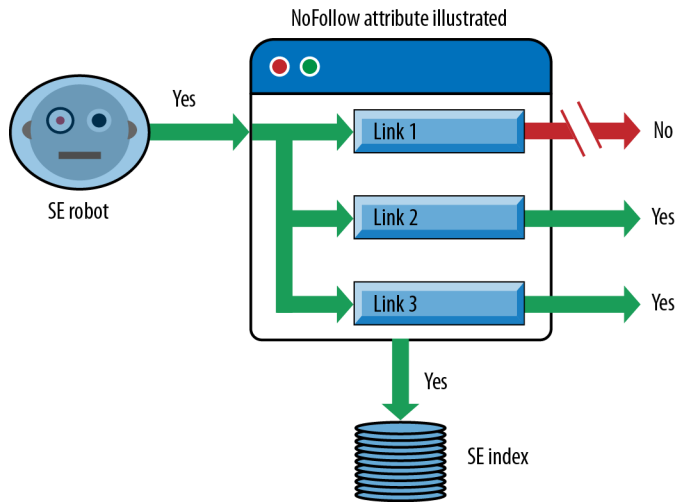 NoFollow attribute illustrated
Yes
Link 1
No
SE robot
Link 2
Yes
Link 3
Yes
Yes
SE index